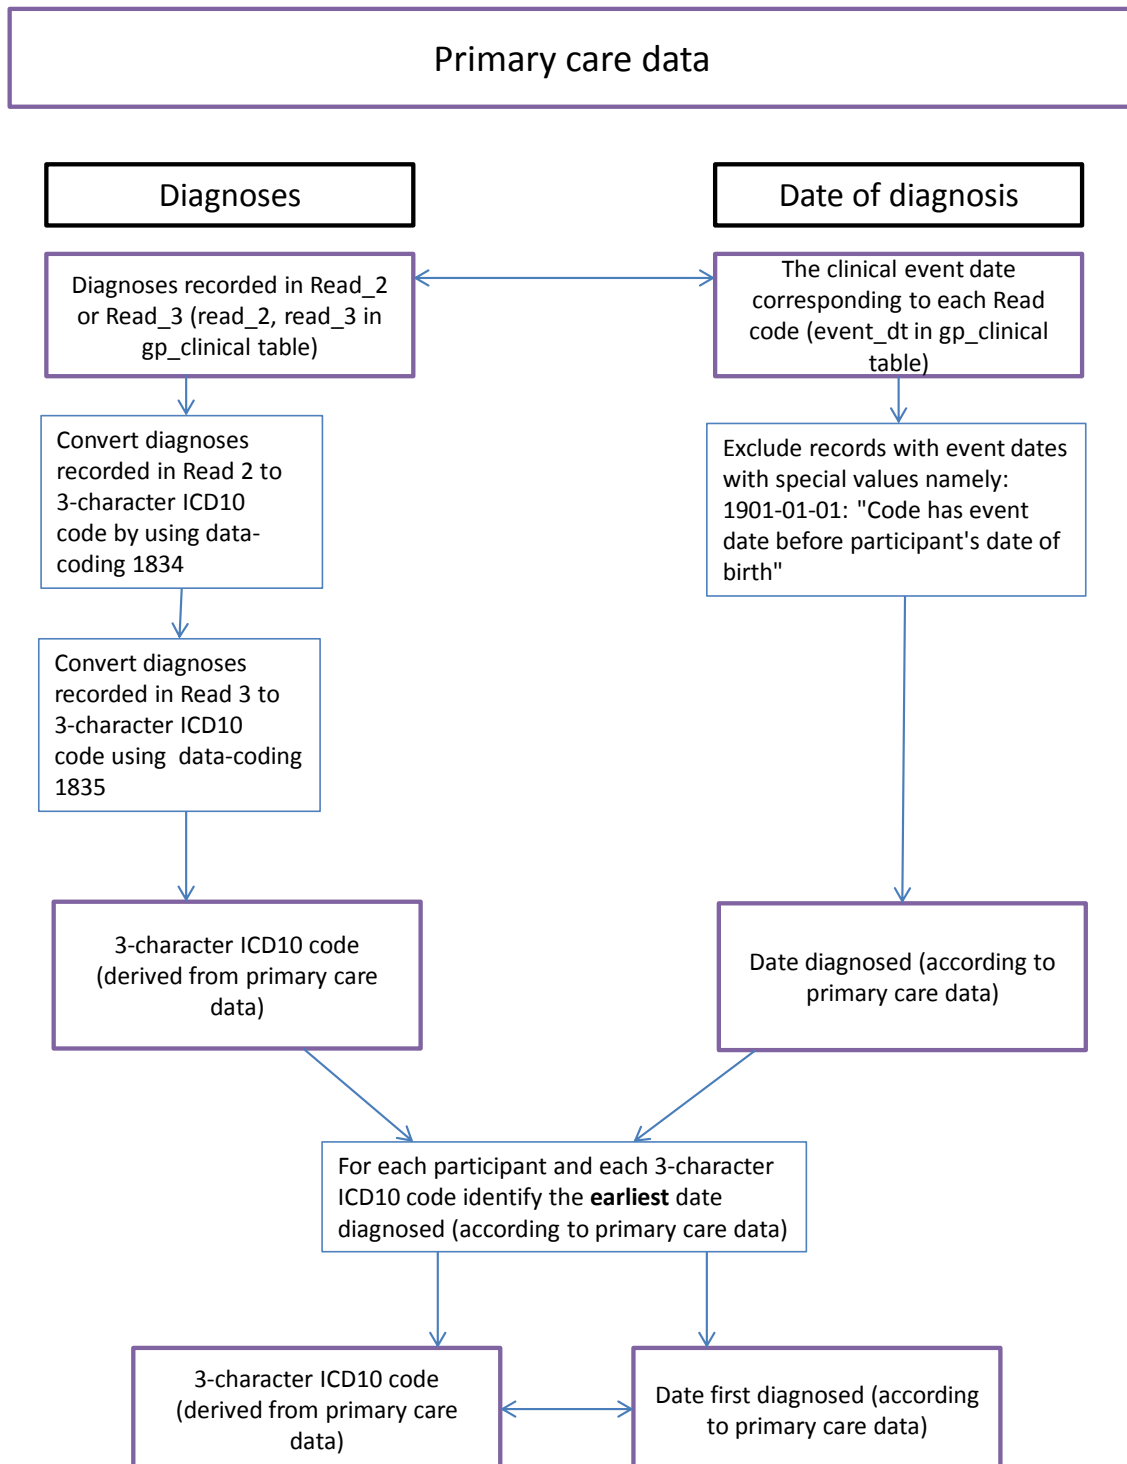 Primary care data
Diagnoses
Date of diagnosis
Diagnoses recorded in Read_2
or Read_3 (read_2, read_3 in
gp_clinical table)
The clinical event date
corresponding to each Read
code (event_dt in gp_clinical
table)
Convert diagnoses
recorded in Read 2 to
3-character ICD10
code by using data-
coding 1834
Exclude records with event dates
with special values namely:
1901-01-01: "Code has event
date before participant's date of
birth"
Convert diagnoses
recorded in Read 3 to
3-character ICD10
code using  data-coding
1835
3-character ICD10 code
(derived from primary care
data)
Date diagnosed (according to
primary care data)
For each participant and each 3-character
ICD10 code identify the earliest date
diagnosed (according to primary care data)
3-character ICD10 code
(derived from primary care
data)
Date first diagnosed (according
to primary care data)